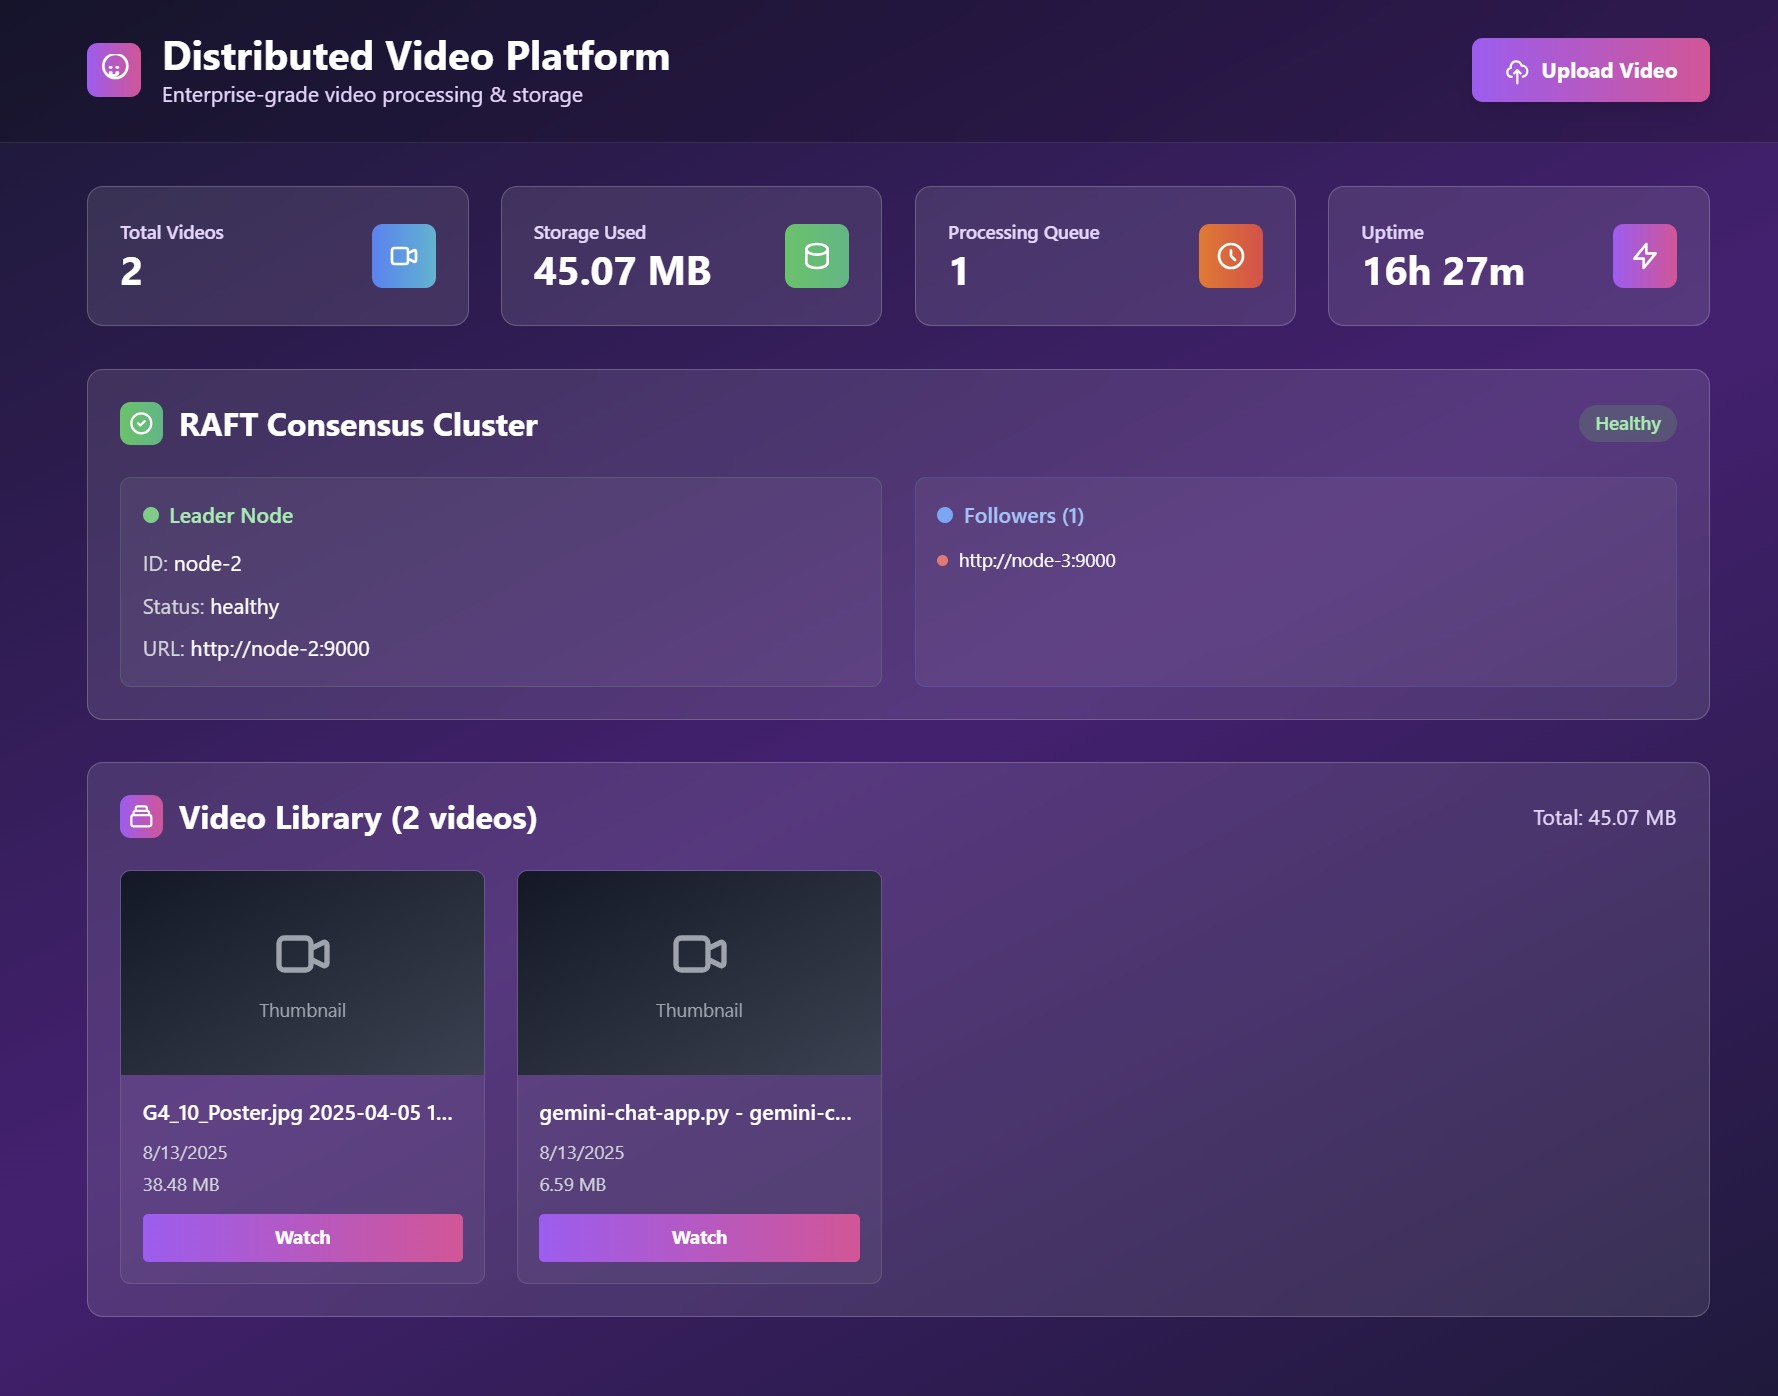 Distributed Video Platform
Enterprise-grade video processing & storage
Upload Video
Total Videos
2
Storage Used
45.07 MB
Processing Queue
1
Uptime
16h 27m
RAFT Consensus Cluster
Healthy
Leader Node
ID: node-2
Status: healthy
URL: http://node-2:9000
Followers (1)
http://node-3:9000
Video Library (2 videos)
Total: 45.07 MB
Thumbnail
G4_10_Poster.jpg 2025-04-05 1...
8/13/2025
38.48 MB
Watch
Thumbnail
gemini-chat-app.py - gemini-c...
8/13/2025
6.59 MB
Watch